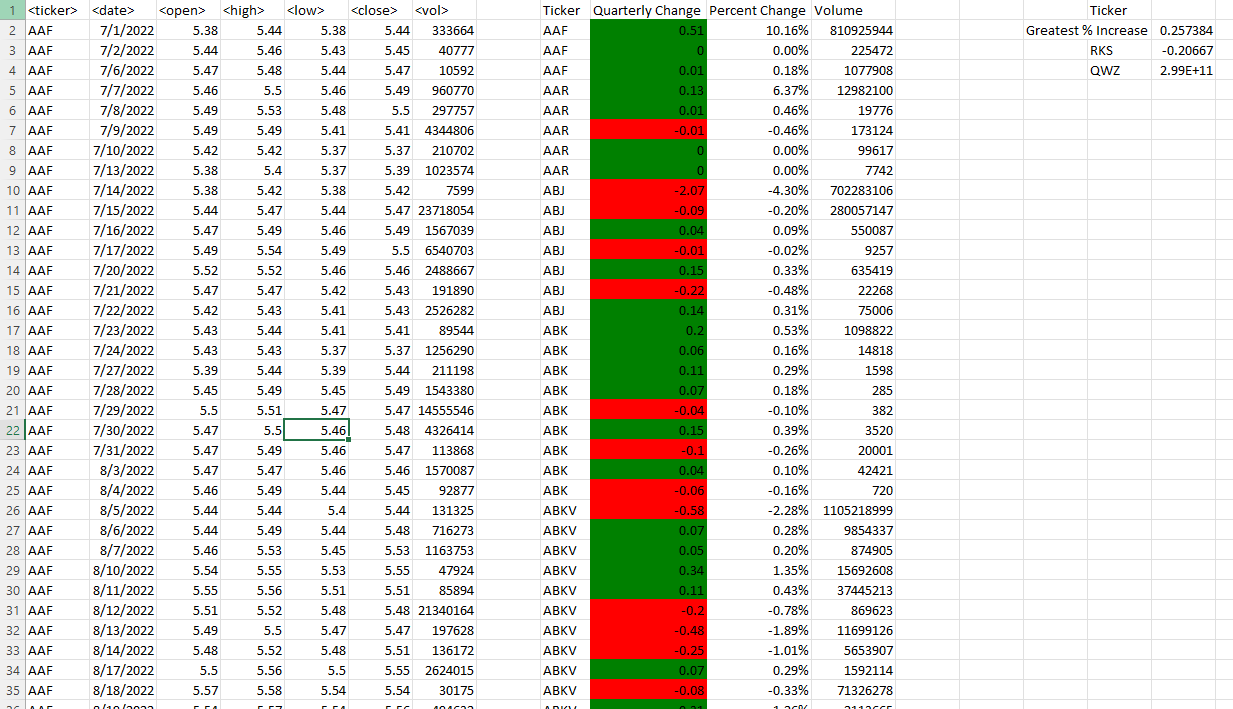 1 <ticker> <date> <open> <high> <low> <close> <vol> Ticker Quarterly Change Percent Change Volume Ticker
2 AAF 7/1/2022 5.38 5.44 5.38 5.44 333664 AAF 0.51 10.16% 810925944 Greatest % Increase 0.257384
3 AAF 7/2/2022 5.44 5.46 5.43 5.45 40777 AAF 0 0.00% 225472 RKS -0.20667
4 AAF 7/6/2022 5.47 5.48 5.44 5.47 10592 AAF 0.01 0.18% 1077908 QWZ 2.99E+11
5 AAF 7/7/2022 5.46 5.5 5.46 5.49 960770 AAR 0.13 6.37% 12982100
6 AAF 7/8/2022 5.49 5.53 5.48 5.5 297757 AAR 0.01 0.46% 19776
7 AAF 7/9/2022 5.49 5.49 5.41 5.41 4344806 AAR -0.01 -0.46% 173124
8 AAF 7/10/2022 5.42 5.42 5.37 5.37 210702 AAR 0 0.00% 99617
9 AAF 7/13/2022 5.38 5.4 5.37 5.39 1023574 AAR 0 0.00% 7742
10 AAF 7/14/2022 5.38 5.42 5.38 5.42 7599 ABJ -2.07 -4.30% 702283106
11 AAF 7/15/2022 5.44 5.47 5.44 5.47 23718054 ABJ -0.09 -0.20% 280057147
12 AAF 7/16/2022 5.47 5.49 5.46 5.49 1567039 ABJ 0.04 0.09% 550087
13 AAF 7/17/2022 5.49 5.54 5.49 5.5 6540703 ABJ -0.01 -0.02% 9257
14 AAF 7/20/2022 5.52 5.52 5.46 5.46 2488667 ABJ 0.15 0.33% 635419
15 AAF 7/21/2022 5.47 5.47 5.42 5.43 191890 ABJ -0.22 -0.48% 22268
16 AAF 7/22/2022 5.42 5.43 5.41 5.43 2526282 ABJ 0.14 0.31% 75006
17 AAF 7/23/2022 5.43 5.44 5.41 5.41 89544 ABK 0.2 0.53% 1098822
18 AAF 7/24/2022 5.43 5.43 5.37 5.37 1256290 ABK 0.06 0.16% 14818
19 AAF 7/27/2022 5.39 5.44 5.39 5.44 211198 ABK 0.11 0.29% 1598
20 AAF 7/28/2022 5.45 5.49 5.45 5.49 1543380 ABK 0.07 0.18% 285
21 AAF 7/29/2022 5.5 5.51 5.47 5.47 14555546 ABK -0.04 -0.10% 382
22 AAF 7/30/2022 5.47 5.5 5.46 5.48 4326414 ABK 0.15 0.39% 3520
23 AAF 7/31/2022 5.47 5.49 5.46 5.47 113868 ABK -0.1 -0.26% 20001
24 AAF 8/3/2022 5.47 5.47 5.46 5.46 1570087 ABK 0.04 0.10% 42421
25 AAF 8/4/2022 5.46 5.49 5.44 5.45 92877 ABK -0.06 -0.16% 720
26 AAF 8/5/2022 5.44 5.44 5.4 5.44 131325 ABKV -0.58 -2.28% 1105218999
27 AAF 8/6/2022 5.44 5.49 5.44 5.48 716273 ABKV 0.07 0.28% 9854337
28 AAF 8/7/2022 5.46 5.53 5.45 5.53 1163753 ABKV 0.05 0.20% 874905
29 AAF 8/10/2022 5.54 5.55 5.53 5.55 47924 ABKV 0.34 1.35% 15692608
30 AAF 8/11/2022 5.55 5.56 5.51 5.51 85894 ABKV 0.11 0.43% 37445213
31 AAF 8/12/2022 5.51 5.52 5.48 5.48 21340164 ABKV -0.2 -0.78% 869623
32 AAF 8/13/2022 5.49 5.5 5.47 5.47 197628 ABKV -0.48 -1.89% 11699126
33 AAF 8/14/2022 5.48 5.52 5.48 5.51 136172 ABKV -0.25 -1.01% 5653907
34 AAF 8/17/2022 5.5 5.56 5.5 5.55 2624015 ABKV 0.07 0.29% 1592114
35 AAF 8/18/2022 5.57 5.58 5.54 5.54 30175 ABKV -0.08 -0.33% 71326278